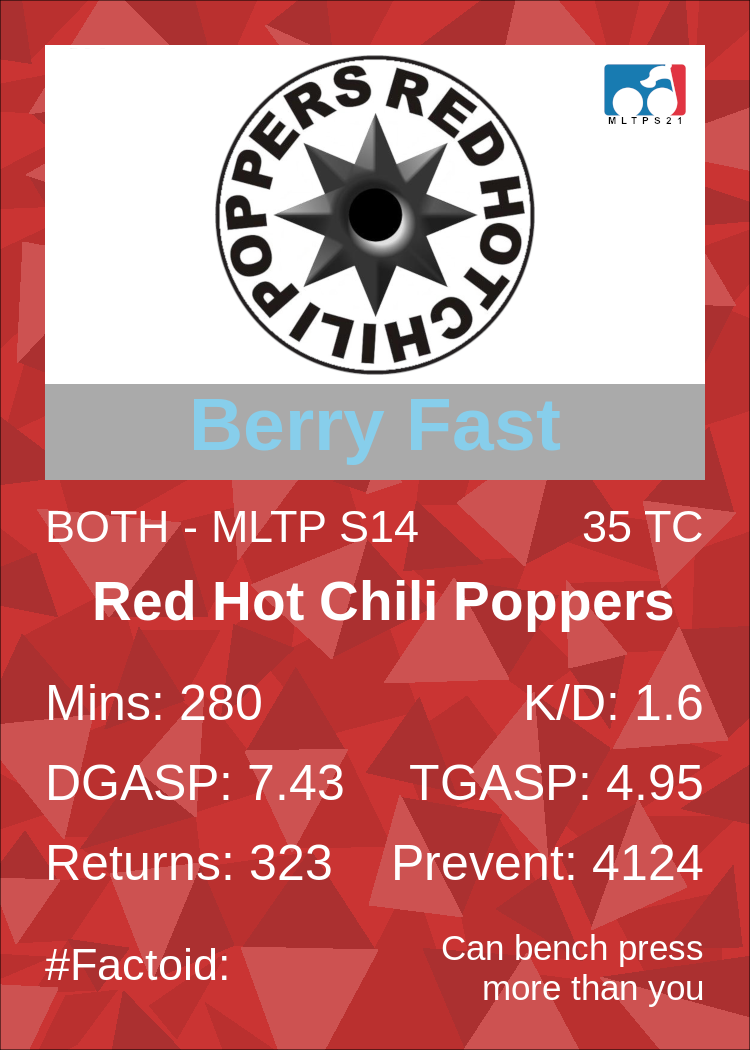 RED HOT CHILI POPPERS
MLTPS21
Berry Fast
BOTH - MLTP S14 35 TC
Red Hot Chili Poppers
Mins: 280 K/D: 1.6
DGASP: 7.43 TGASP: 4.95
Returns: 323 Prevent: 4124
#Factoid: Can bench press
more than you